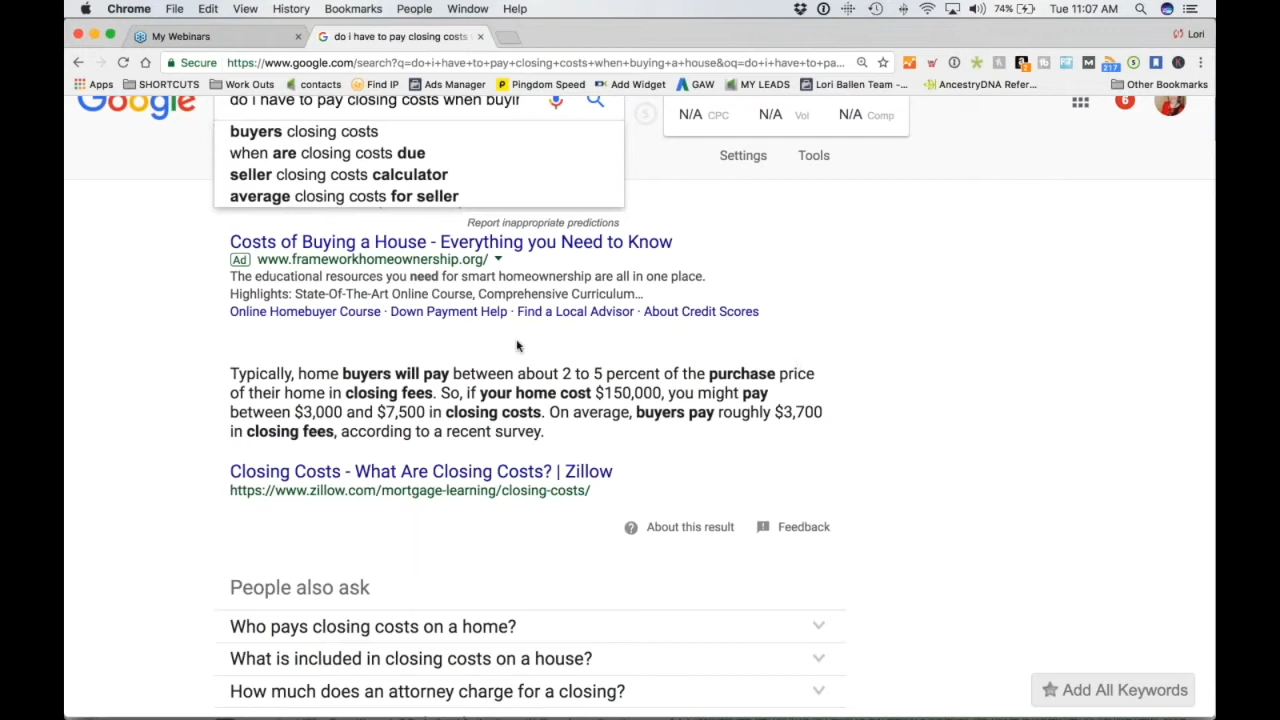 Chrome File Edit View History Bookmarks People Window Help 74% Tue 11:07 AM
My Webinars do i have to pay closing costs Lori
Secure https://www.google.com/search?q=do+i+have+to+pay+closing+costs+when+buying+a+house&oq=do+i+have+to+pa...
Apps SHORTCUTS Work Outs contacts Find IP Ads Manager Pingdom Speed Add Widget GAW MY LEADS Lori Ballen Team -... AncestryDNA Refer... Other Bookmarks
Google do i have to pay closing costs when buyin
N/A CPC N/A Vol N/A Comp 6
buyers closing costs
when are closing costs due
Settings Tools
seller closing costs calculator
average closing costs for seller
Report inappropriate predictions
Costs of Buying a House - Everything you Need to Know
Ad www.frameworkhomeownership.org/
The educational resources you need for smart homeownership are all in one place.
Highlights: State-Of-The-Art Online Course, Comprehensive Curriculum...
Online Homebuyer Course · Down Payment Help · Find a Local Advisor · About Credit Scores
Typically, home buyers will pay between about 2 to 5 percent of the purchase price
of their home in closing fees. So, if your home cost $150,000, you might pay
between $3,000 and $7,500 in closing costs. On average, buyers pay roughly $3,700
in closing fees, according to a recent survey.
Closing Costs - What Are Closing Costs? | Zillow
https://www.zillow.com/mortgage-learning/closing-costs/
About this result Feedback
People also ask
Who pays closing costs on a home?
What is included in closing costs on a house?
How much does an attorney charge for a closing?
Add All Keywords